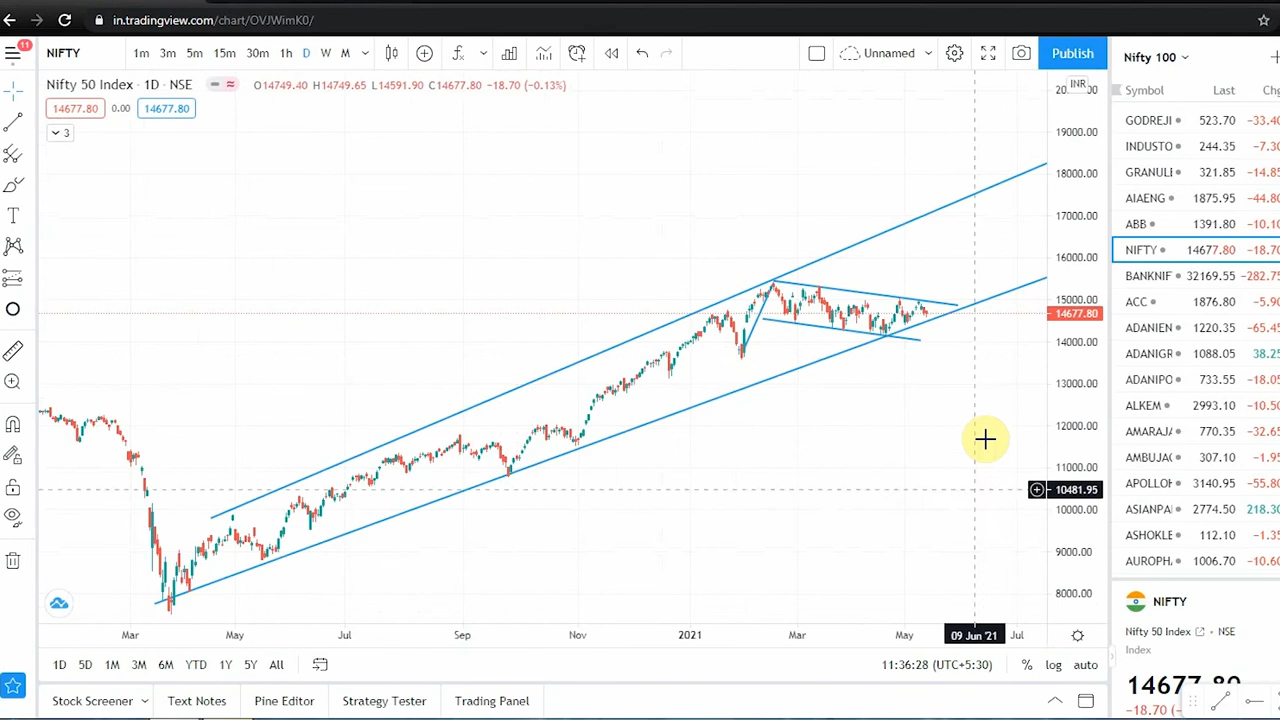 in.tradingview.com/chart/OVJWimK0/
11
NIFTY 1m 3m 5m 15m 30m 1h D W M Unnamed Publish Nifty 100
Nifty 50 Index · 1D · NSE O14749.40 H14749.65 L14591.90 C14677.80 −18.70 (−0.13%) INR
Symbol Last Chg
14677.80 0.00 14677.80
3
19000.00
18000.00
17000.00
16000.00
15000.00
14677.80
14000.00
13000.00
12000.00
11000.00
10481.95
10000.00
9000.00
8000.00
GODREJI 523.70 −33.40
INDUSTO 244.35 −7.30
GRANULE 321.85 −14.85
AIAENG 1875.95 −44.80
ABB 1391.80 −10.10
NIFTY 14677.80 −18.70
BANKNIF 32169.55 −282.75
ACC 1876.80 −5.90
ADANIEN 1220.35 −65.45
ADANIGR 1088.05 38.25
ADANIPO 733.55 −18.05
ALKEM 2993.10 −10.50
AMARAJA 770.35 −32.65
AMBUJAC 307.10 −1.95
APOLLOH 3140.95 −55.80
ASIANPAI 2774.50 218.30
ASHOKLE 112.10 −1.35
AUROPHA 1006.70 −10.60
Mar May Jul Sep Nov 2021 Mar May 09 Jun '21 Jul
1D 5D 1M 3M 6M YTD 1Y 5Y All 11:36:28 (UTC+5:30) % log auto
Stock Screener Text Notes Pine Editor Strategy Tester Trading Panel
NIFTY
Nifty 50 Index • NSE
Index
14677.80
−18.70